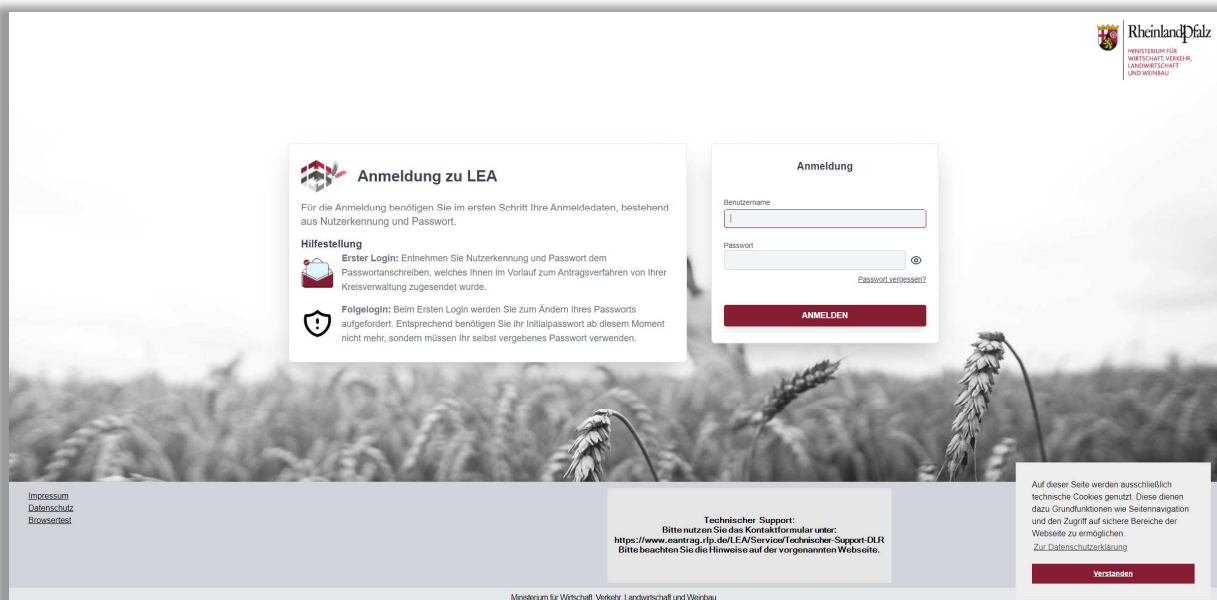 RheinlandPfalz
MINISTERIUM FÜR
WIRTSCHAFT, VERKEHR,
LANDWIRTSCHAFT
UND WEINBAU
Anmeldung zu LEA
Für die Anmeldung benötigen Sie im ersten Schritt Ihre Anmeldedaten, bestehend
aus Nutzerkennung und Passwort.
Hilfestellung
Erster Login: Entnehmen Sie Nutzerkennung und Passwort dem
Passwortanschreiben, welches Ihnen im Vorlauf zum Antragsverfahren von Ihrer
Kreisverwaltung zugesendet wurde.
Folgelogin: Beim Ersten Login werden Sie zum Ändern Ihres Passworts
aufgefordert. Entsprechend benötigen Sie ihr Initialpasswort ab diesem Moment
nicht mehr, sondern müssen Ihr selbst vergebenes Passwort verwenden.
Anmeldung
Benutzername
Passwort
Passwort vergessen?
ANMELDEN
Impressum
Datenschutz
Browsertest
Technischer Support:
Bitte nutzen Sie das Kontaktformular unter:
https://www.eantrag.rlp.de/LEA/Service/Technischer-Support-DLR
Bitte beachten Sie die Hinweise auf der vorgenannten Webseite.
Auf dieser Seite werden ausschließlich
technische Cookies genutzt. Diese dienen
dazu Grundfunktionen wie Seitennavigation
und den Zugriff auf sichere Bereiche der
Webseite zu ermöglichen.
Zur Datenschutzerklärung
Verstanden
Ministerium für Wirtschaft, Verkehr, Landwirtschaft und Weinbau